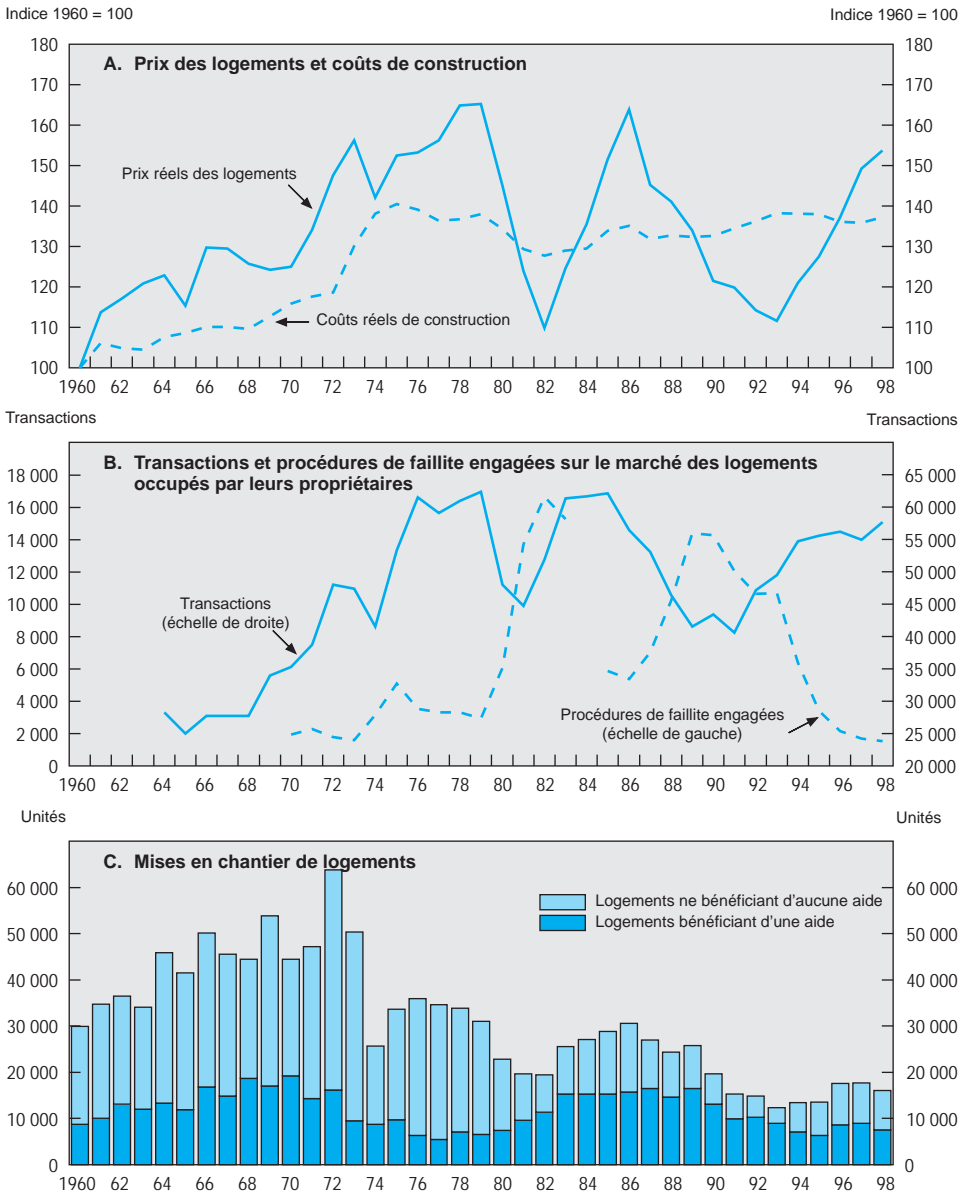 Indice 1960 = 100 Indice 1960 = 100
A. Prix des logements et coûts de construction
180 180
170 170
160 160
150 150
140 140
130 130
120 120
110 110
100 100
Prix réels des logements
Coûts réels de construction
1960 62 64 66 68 70 72 74 76 78 80 82 84 86 88 90 92 94 96 98
Transactions Transactions
B. Transactions et procédures de faillite engagées sur le marché des logements
occupés par leurs propriétaires
18 000 65 000
16 000 60 000
14 000 55 000
12 000 50 000
10 000 45 000
8 000 40 000
6 000 35 000
4 000 30 000
2 000 25 000
0 20 000
Transactions
(échelle de droite)
Procédures de faillite engagées
(échelle de gauche)
1960 62 64 66 68 70 72 74 76 78 80 82 84 86 88 90 92 94 96 98
Unités Unités
C. Mises en chantier de logements
Logements ne bénéficiant d'aucune aide
Logements bénéficiant d'une aide
60 000 60 000
50 000 50 000
40 000 40 000
30 000 30 000
20 000 20 000
10 000 10 000
0 0
1960 62 64 66 68 70 72 74 76 78 80 82 84 86 88 90 92 94 96 98